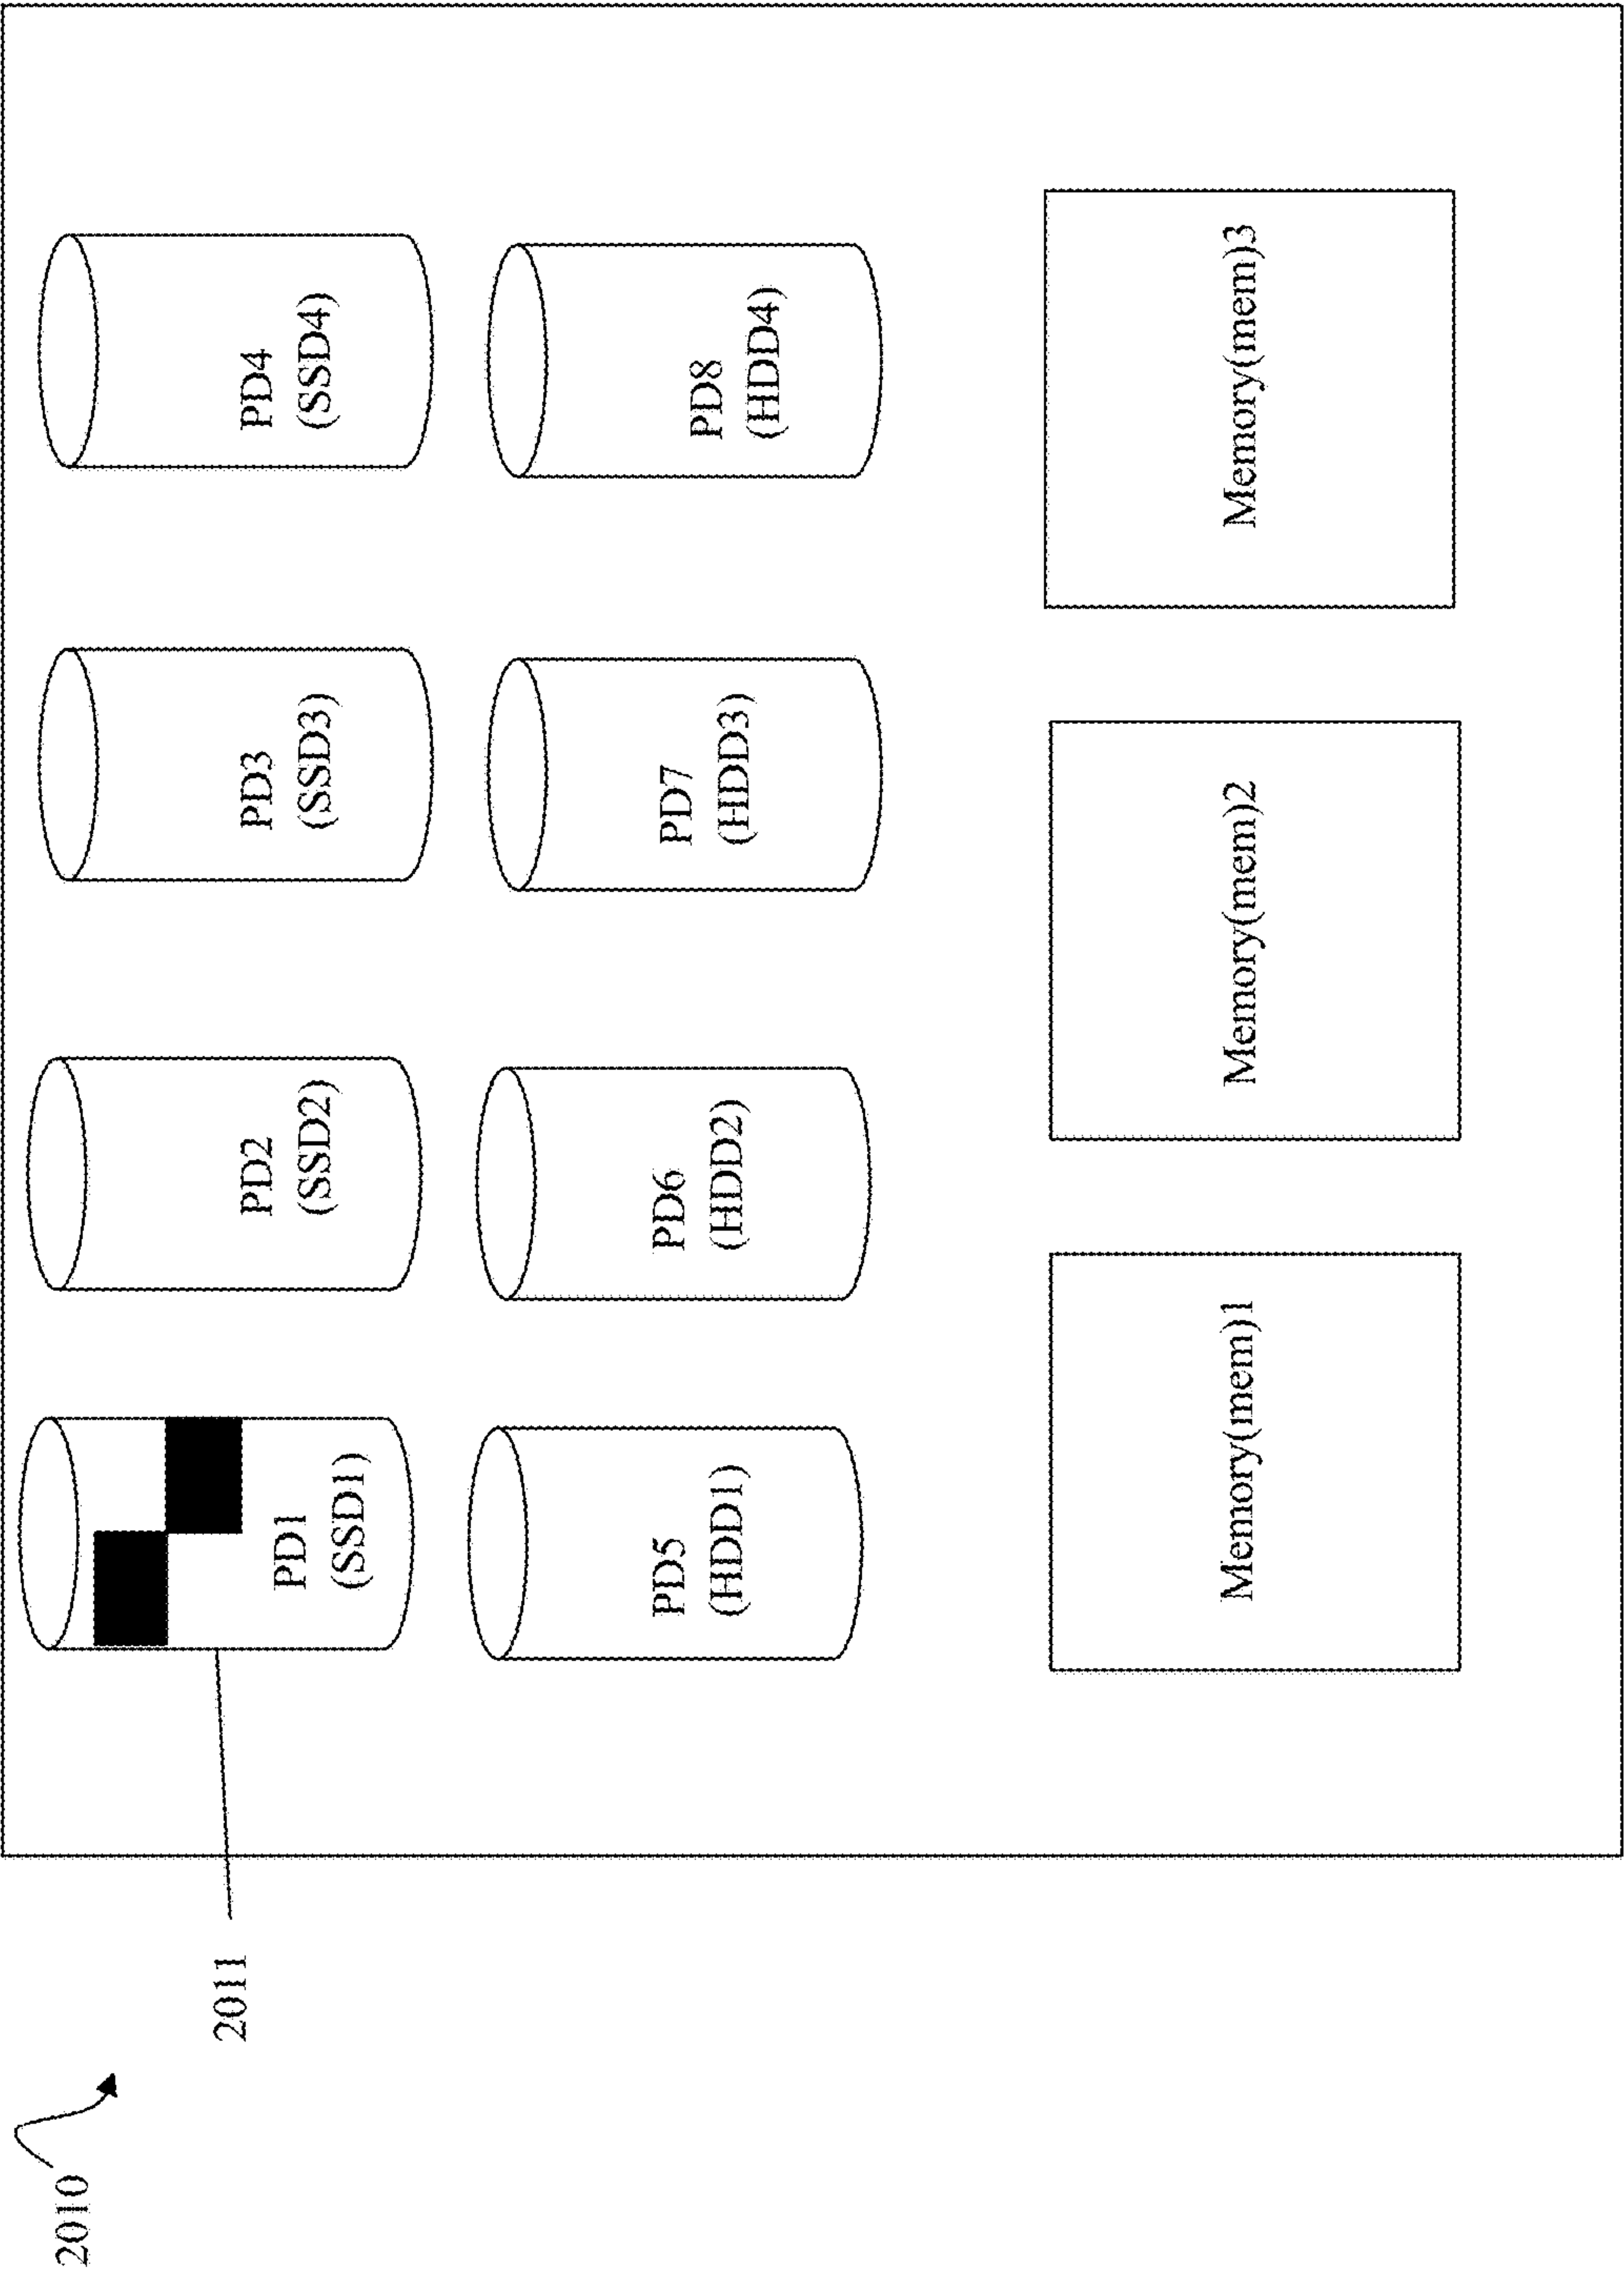 2010
2011
PD1
(SSD1)
PD2
(SSD2)
PD3
(SSD3)
PD4
(SSD4)
PD5
(HDD1)
PD6
(HDD2)
PD7
(HDD3)
PD8
(HDD4)
Memory(mem)1
Memory(mem)2
Memory(mem)3